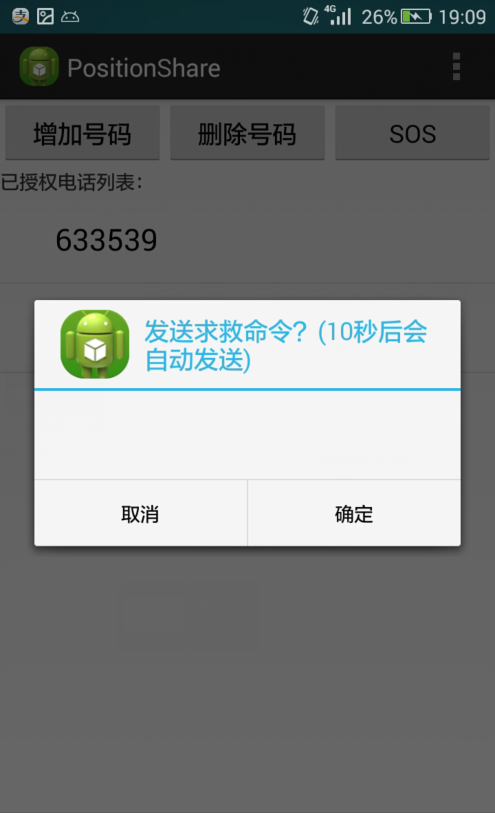 4G 26% 19:09
PositionShare
增加号码 删除号码 SOS
已授权电话列表：
633539
发送求救命令？(10秒后会
自动发送)
取消 确定